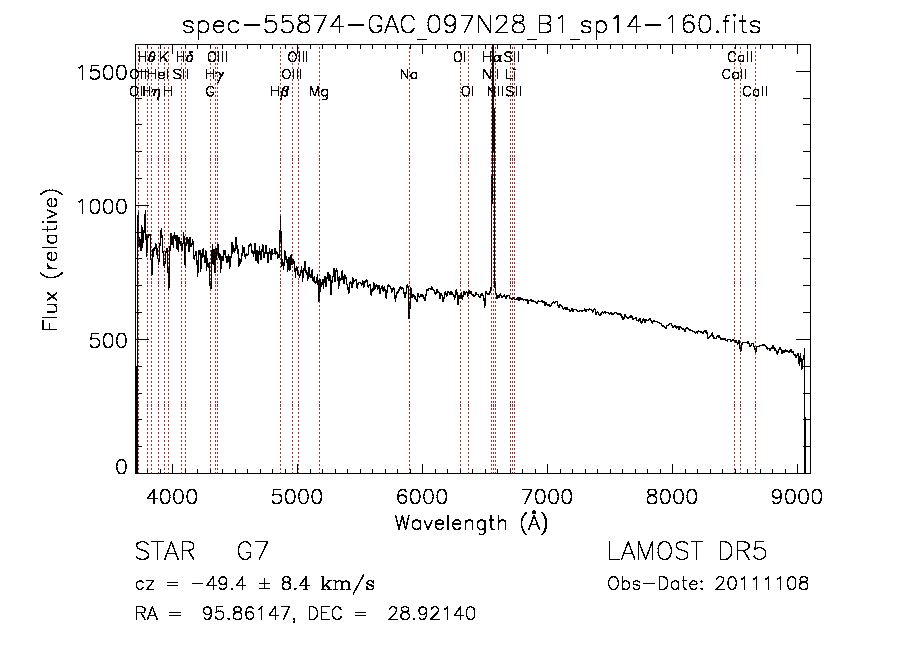 spec-55874-GAC_097N28_B1_sp14-160.fits
Hθ K Hδ OIII OIII OI Hα SII CaII
OII HeI SII Hγ OIII Na NII Li CaII
OII Hη H G Hβ Mg OI NII SII CaII
1500
1000
500
0
Flux (relative)
4000 5000 6000 7000 8000 9000
Wavelength (Å)
STAR G7 LAMOST DR5
cz = -49.4 ± 8.4 km/s Obs-Date: 20111108
RA = 95.86147, DEC = 28.92140